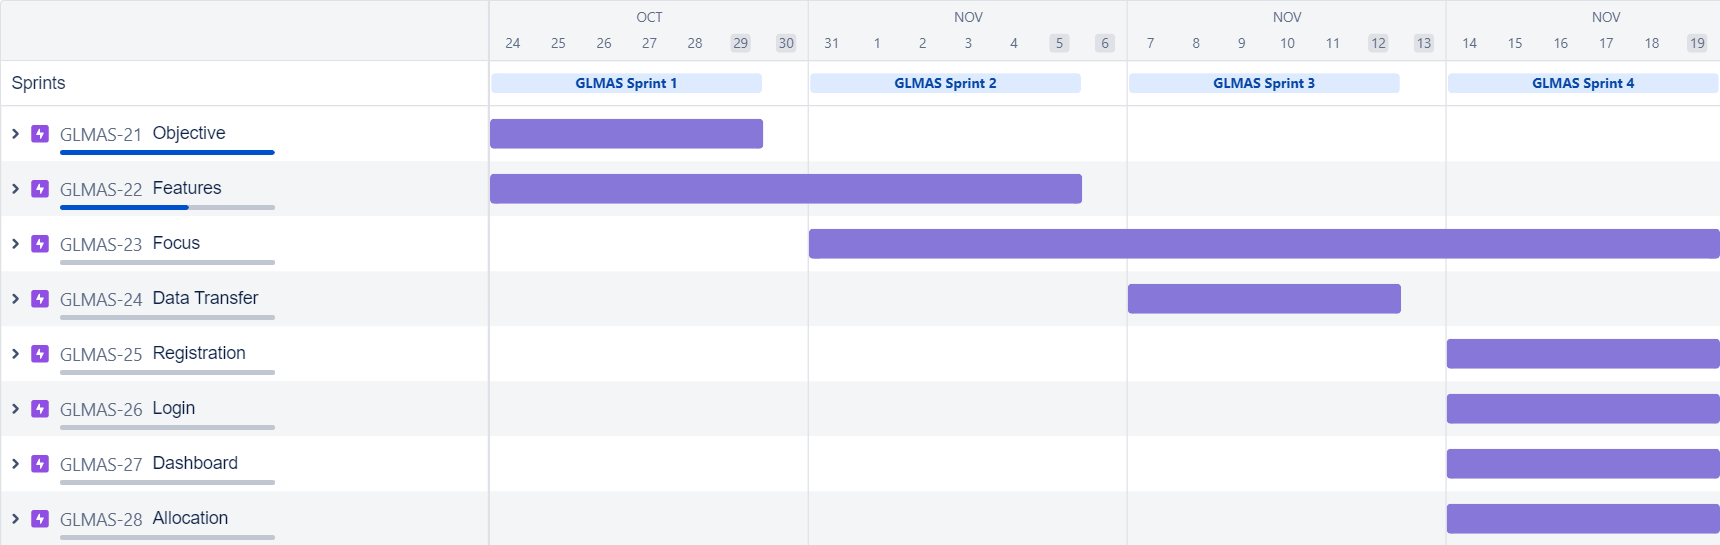 OCT NOV NOV NOV
24 25 26 27 28 29 30 31 1 2 3 4 5 6 7 8 9 10 11 12 13 14 15 16 17 18 19
Sprints GLMAS Sprint 1 GLMAS Sprint 2 GLMAS Sprint 3 GLMAS Sprint 4
GLMAS-21 Objective
GLMAS-22 Features
GLMAS-23 Focus
GLMAS-24 Data Transfer
GLMAS-25 Registration
GLMAS-26 Login
GLMAS-27 Dashboard
GLMAS-28 Allocation